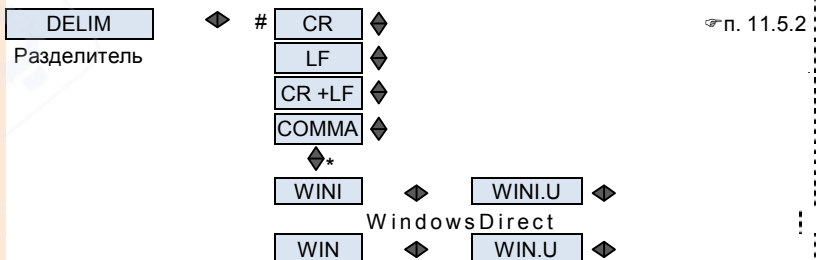 DELIM # CR ☞п. 11.5.2
Разделитель LF
CR +LF
COMMA
*
WINI WINI.U
WindowsDirect
WIN WIN.U